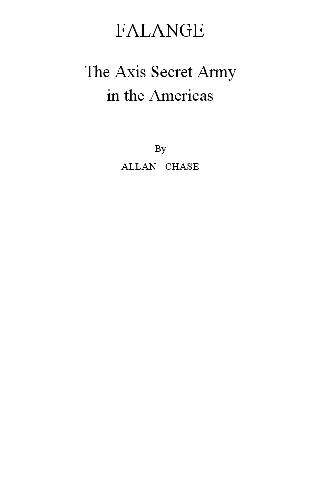 FALANGE
The Axis Secret Army
in the Americas
By
ALLAN CHASE